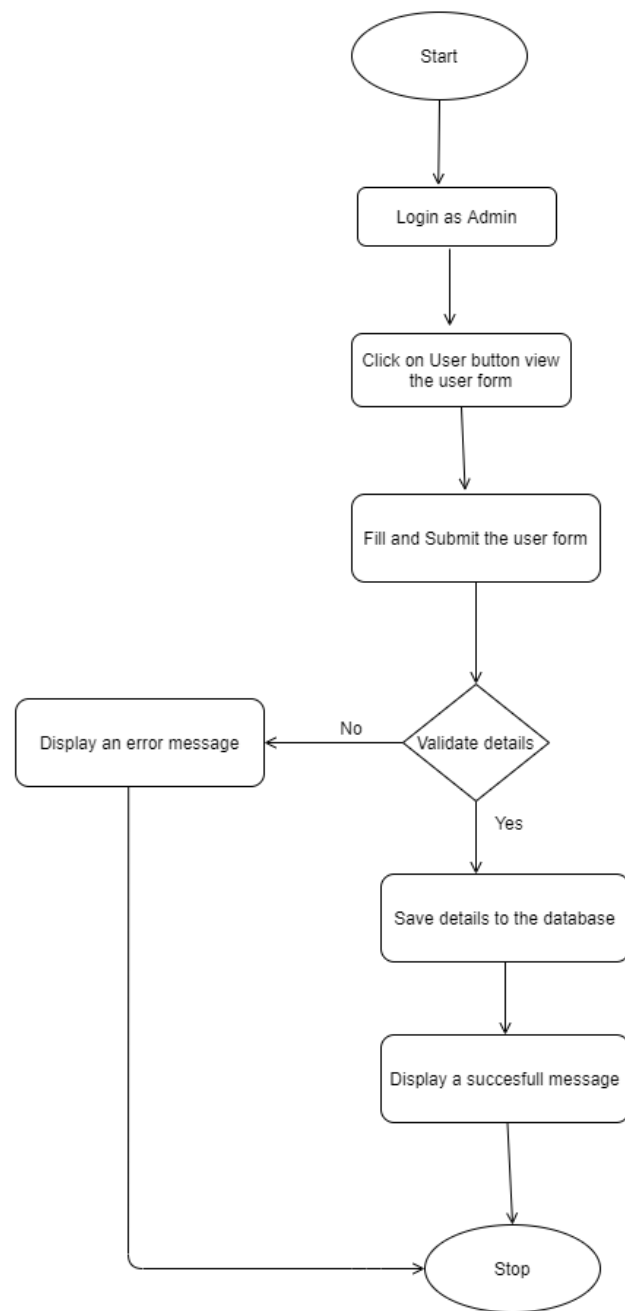 Start
Login as Admin
Click on User button view
the user form
Fill and Submit the user form
Validate details
No
Display an error message
Yes
Save details to the database
Display a succesfull message
Stop